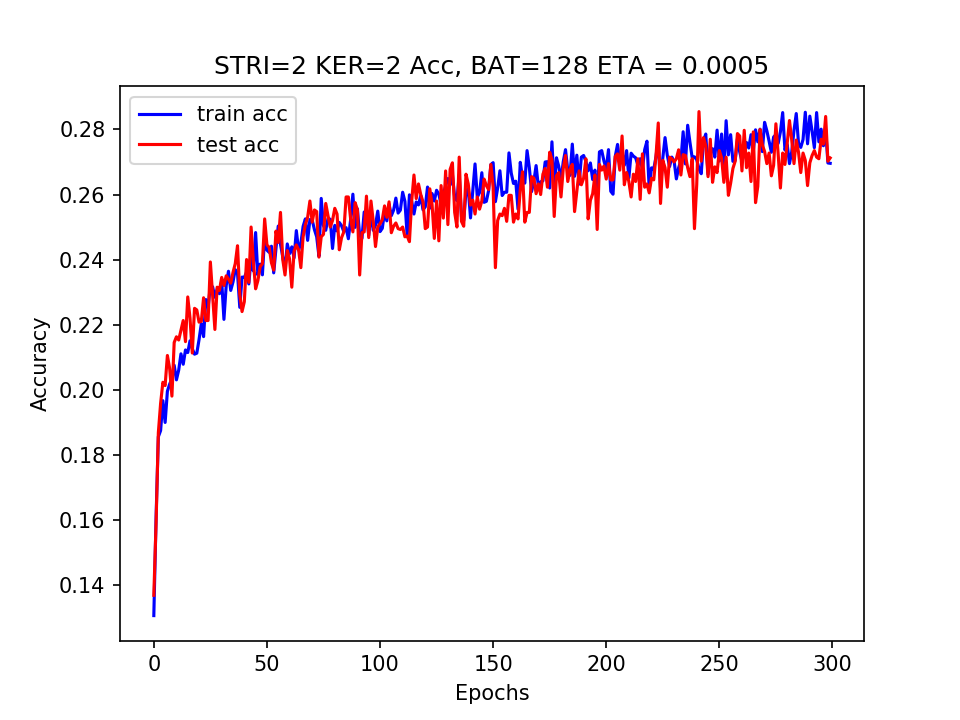 STRI=2 KER=2 Acc, BAT=128 ETA = 0.0005
train acc
test acc
0.28
0.26
0.24
0.22
0.20
0.18
0.16
0.14
Accuracy
0 50 100 150 200 250 300
Epochs